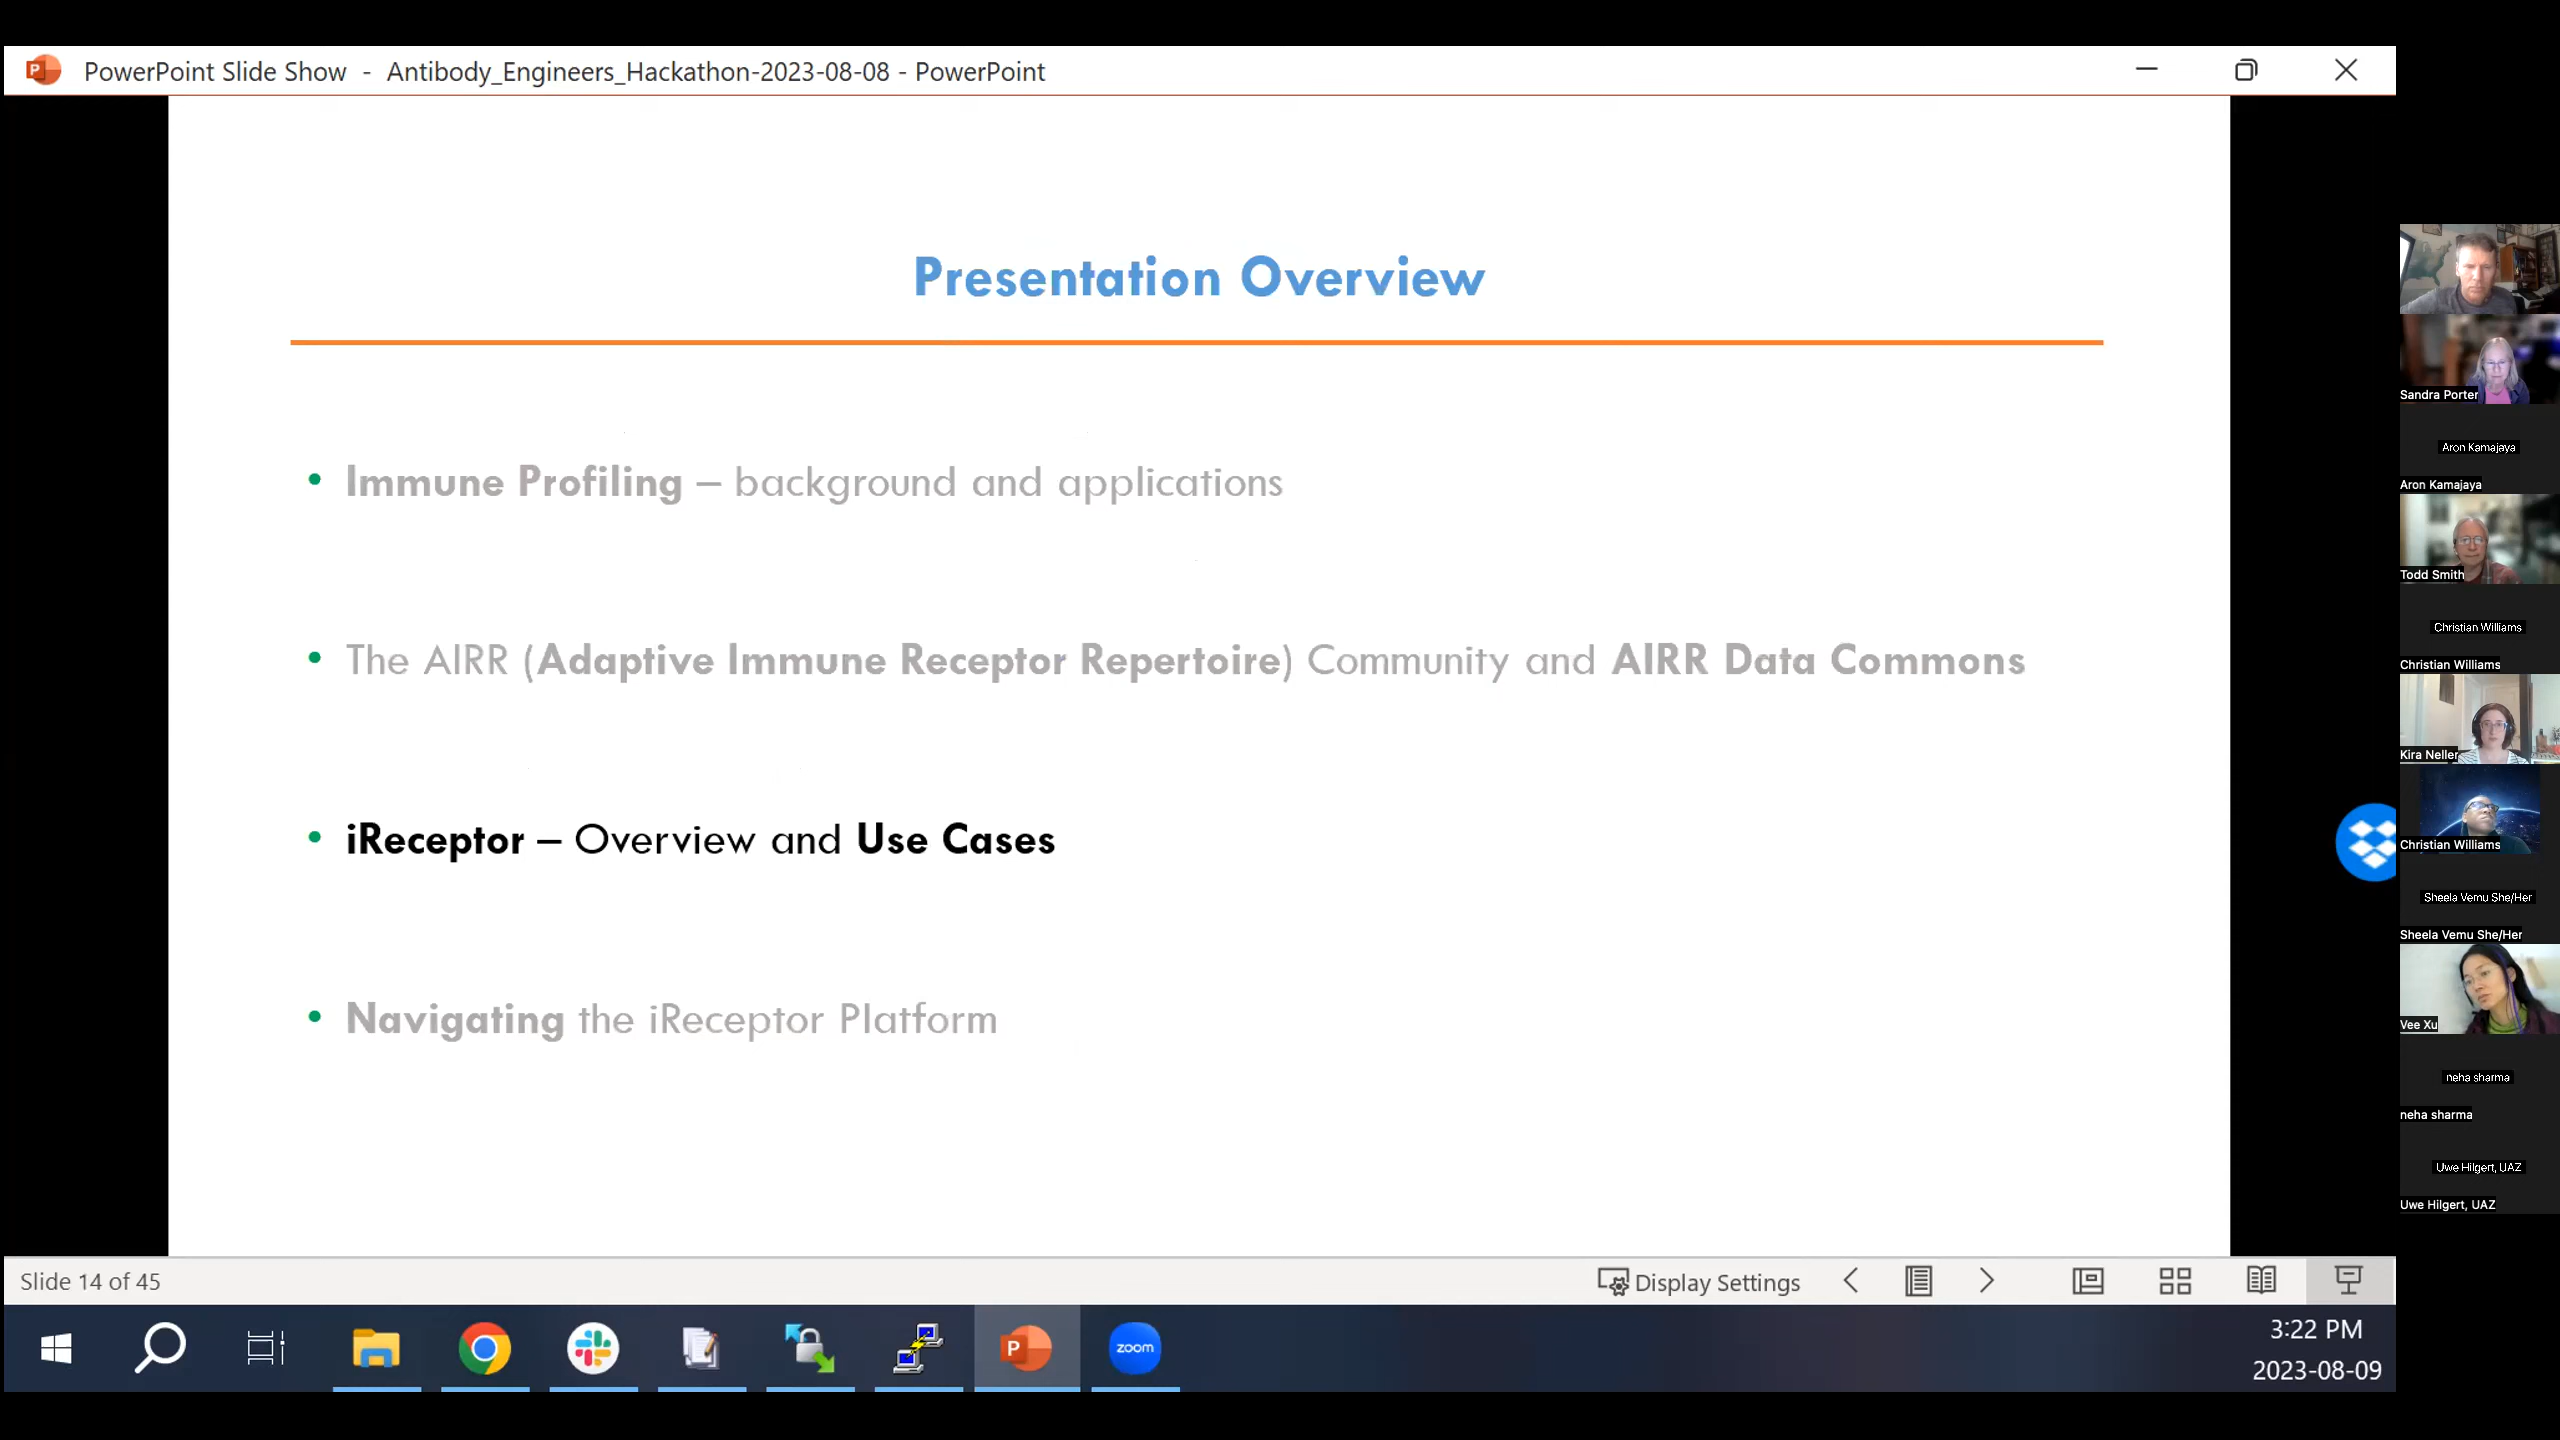 PowerPoint Slide Show - Antibody_Engineers_Hackathon-2023-08-08 - PowerPoint
Presentation Overview
• Immune Profiling – background and applications
• The AIRR (Adaptive Immune Receptor Repertoire) Community and AIRR Data Commons
• iReceptor – Overview and Use Cases
• Navigating the iReceptor Platform
Slide 14 of 45
Display Settings
zoom
3:22 PM
2023-08-09
Sandra Porter
Aron Kamajaya
Aron Kamajaya
Todd Smith
Christian Williams
Christian Williams
Kira Neller
Christian Williams
Sheela Vemu She/Her
Sheela Vemu She/Her
Vee Xu
neha sharma
neha sharma
Uwe Hilgert, UAZ
Uwe Hilgert, UAZ